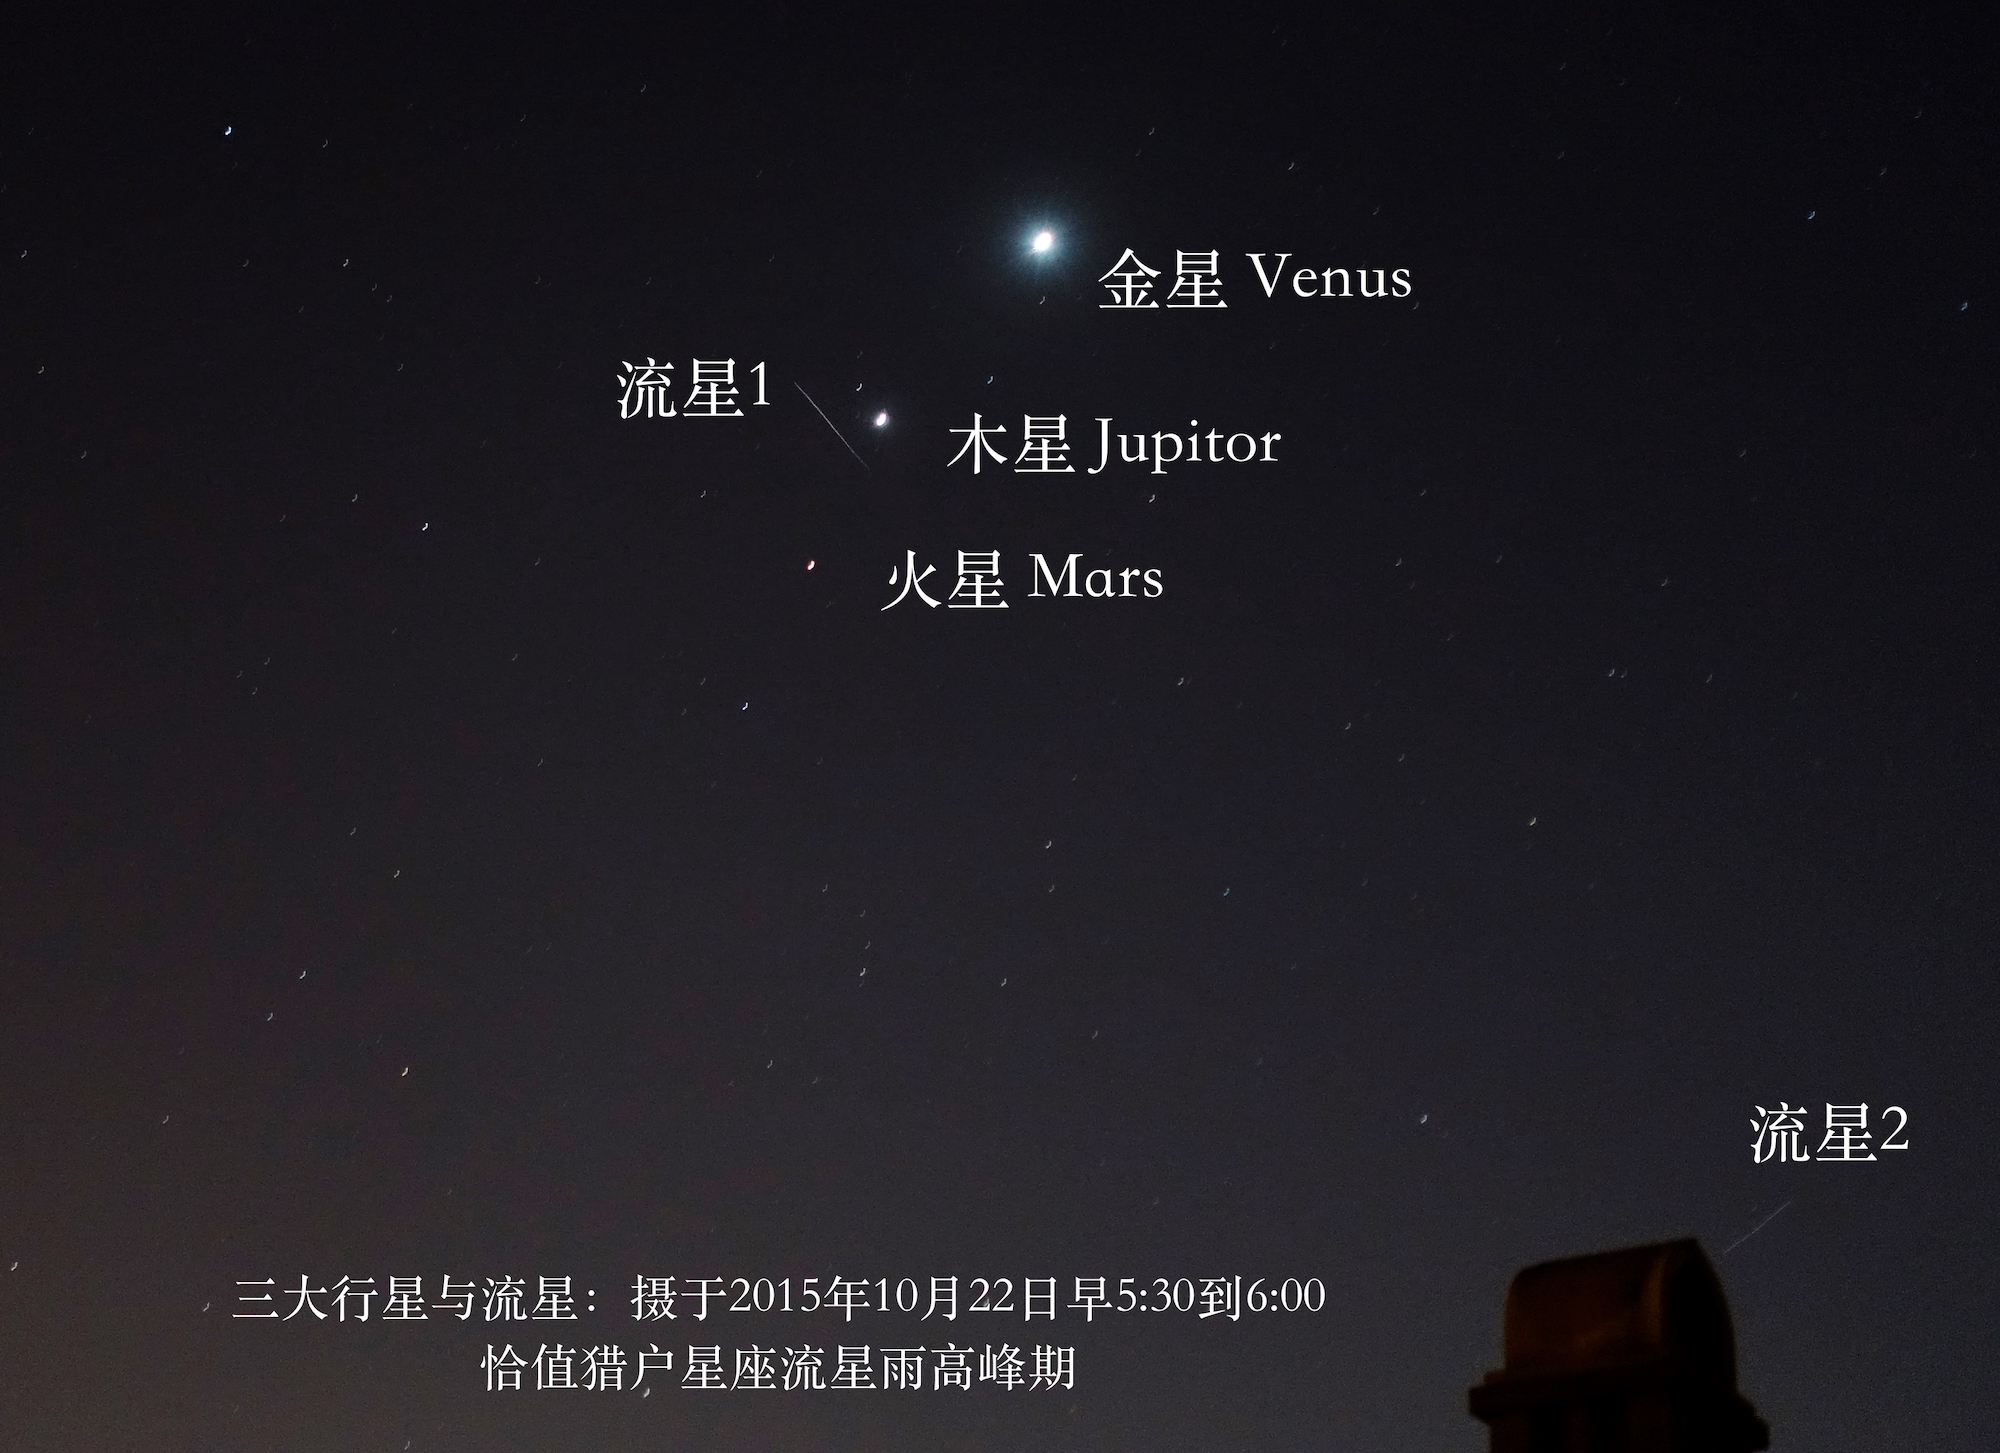 金星 Venus
流星1
木星 Jupitor
火星 Mars
流星2
三大行星与流星：摄于2015年10月22日早5:30到6:00
恰值猎户星座流星雨高峰期